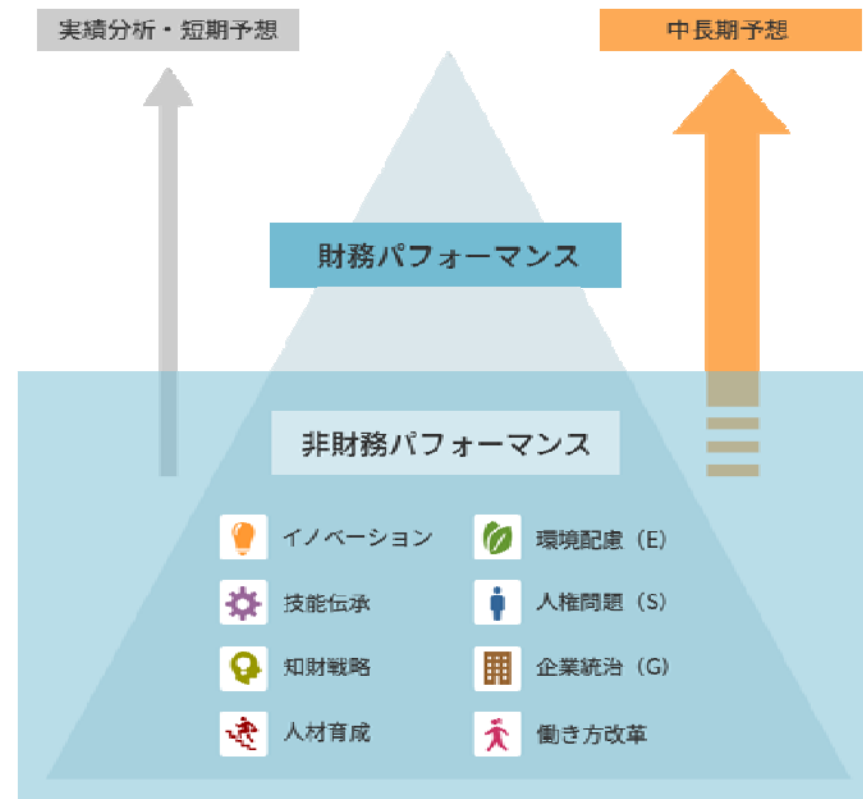 実績分析・短期予想
中長期予想
財務パフォーマンス
非財務パフォーマンス
イノベーション
環境配慮（E）
技能伝承
人権問題（S）
知財戦略
企業統治（G）
人材育成
働き方改革